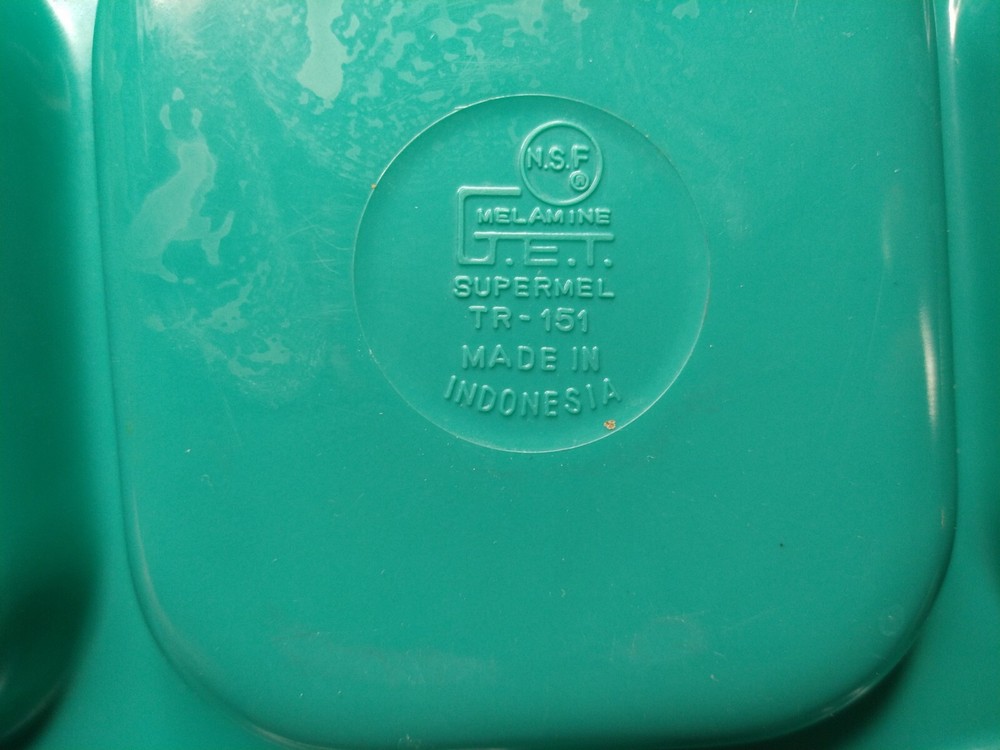 N.S.F
®
MELAMINE
G.E.T.
SUPERMEL
TR-151
MADE IN
INDONESIA